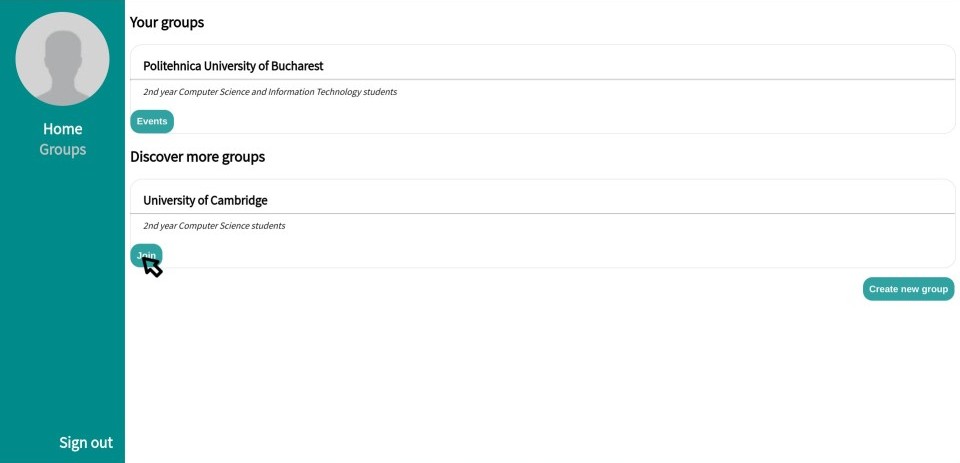 Home
Groups
Sign out
Your groups
Politehnica University of Bucharest
2nd year Computer Science and Information Technology students
Events
Discover more groups
University of Cambridge
2nd year Computer Science students
Join
Create new group